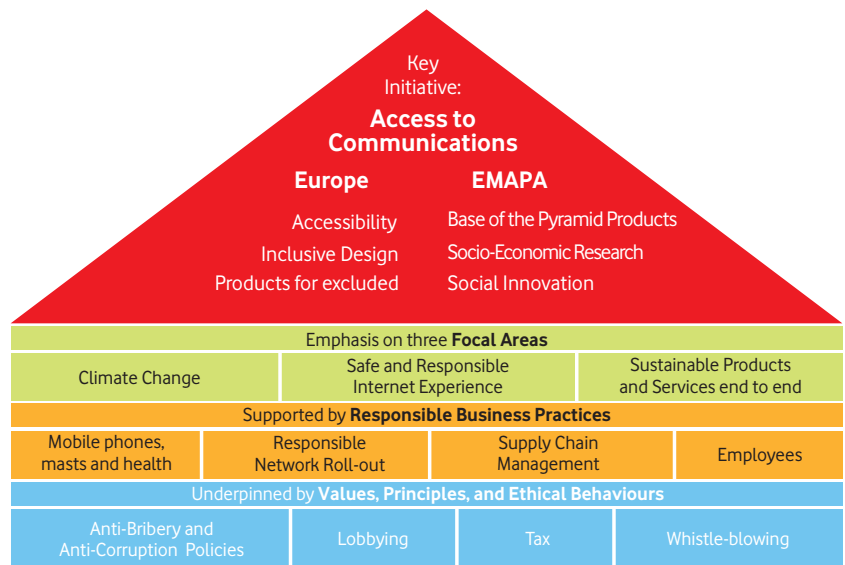 Key
Initiative:
Access to
Communications
Europe
Accessibility
Inclusive Design
Products for excluded
EMAPA
Base of the Pyramid Products
Socio-Economic Research
Social Innovation
Emphasis on three Focal Areas
Climate Change
Safe and Responsible
Internet Experience
Sustainable Products
and Services end to end
Supported by Responsible Business Practices
Mobile phones,
masts and health
Responsible
Network Roll-out
Supply Chain
Management
Employees
Underpinned by Values, Principles, and Ethical Behaviours
Anti-Bribery and
Anti-Corruption Policies
Lobbying
Tax
Whistle-blowing